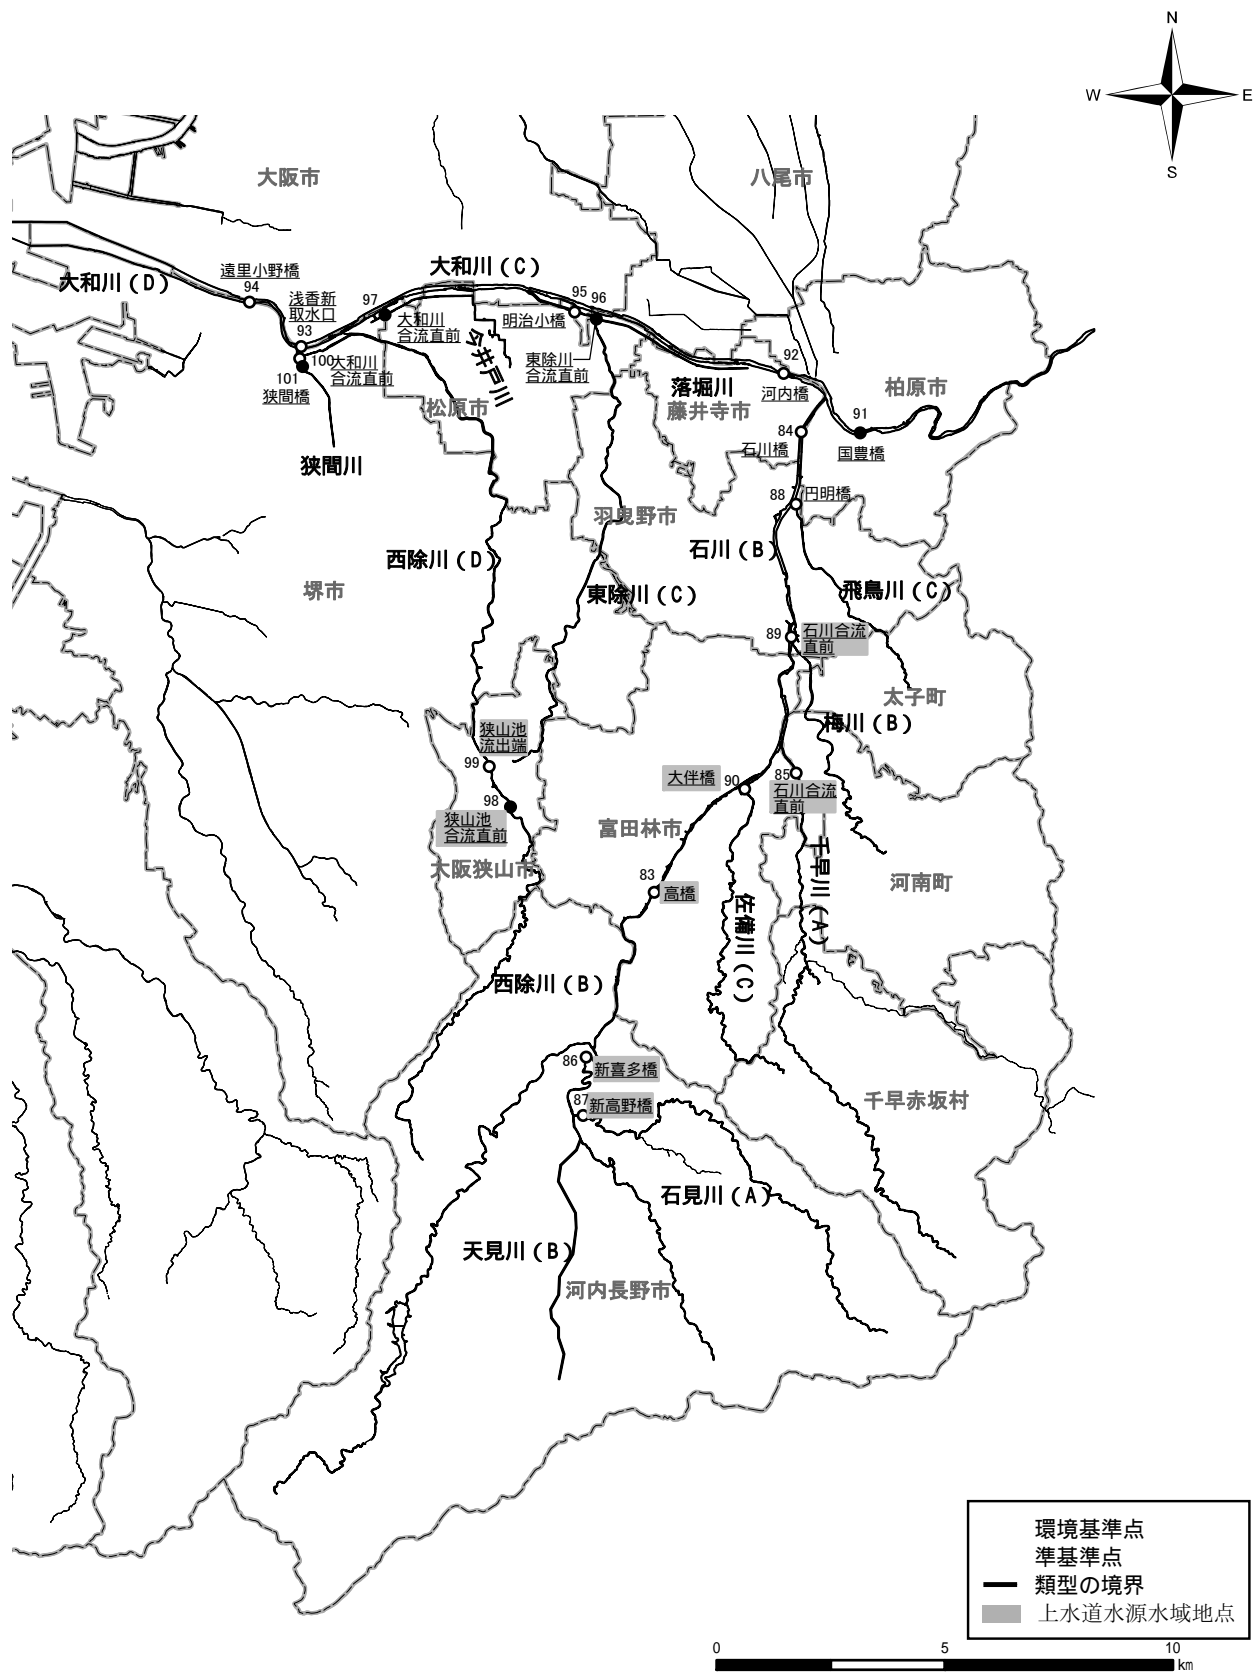 N
W
E
S
大阪市
八尾市
大和川(D)
遠里小野橋
94
大和川(C)
浅香新
取水口
93
97
大和川
合流直前
95
96
明治小橋
東除川
合流直前
今井戸川
100
大和川
合流直前
101
狭間橋
狭間川
松原市
落堀川
藤井寺市
92
河内橋
柏原市
91
国豊橋
84
石川橋
88
円明橋
羽曳野市
西除川(D)
石川(B)
堺市
東除川(C)
飛鳥川(C)
89
石川合流
直前
太子町
梅川(B)
狭山池
流出端
99
98
狭山池
合流直前
大阪狭山市
大伴橋
90
85
石川合流
直前
富田林市
千早川(A)
83
高橋
河南町
佐備川(C)
西除川(B)
86
新喜多橋
87
新高野橋
千早赤坂村
石見川(A)
天見川(B)
河内長野市
環境基準点
準基準点
類型の境界
上水道水源水域地点
0
5
10
km